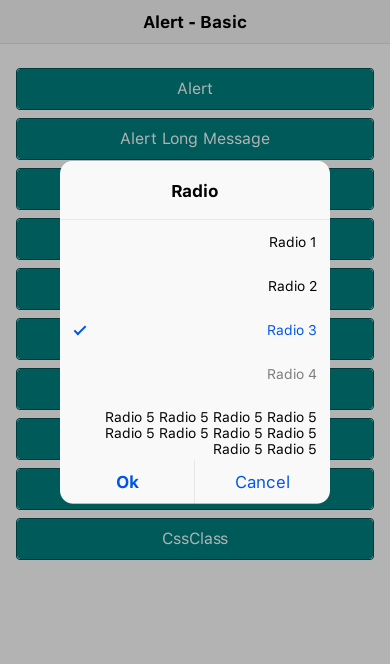 Alert - Basic
Alert
Alert Long Message
Radio
Radio 1
Radio 2
Radio 3
Radio 4
Radio 5 Radio 5 Radio 5 Radio 5
Radio 5 Radio 5 Radio 5 Radio 5
Radio 5 Radio 5
Ok
Cancel
CssClass